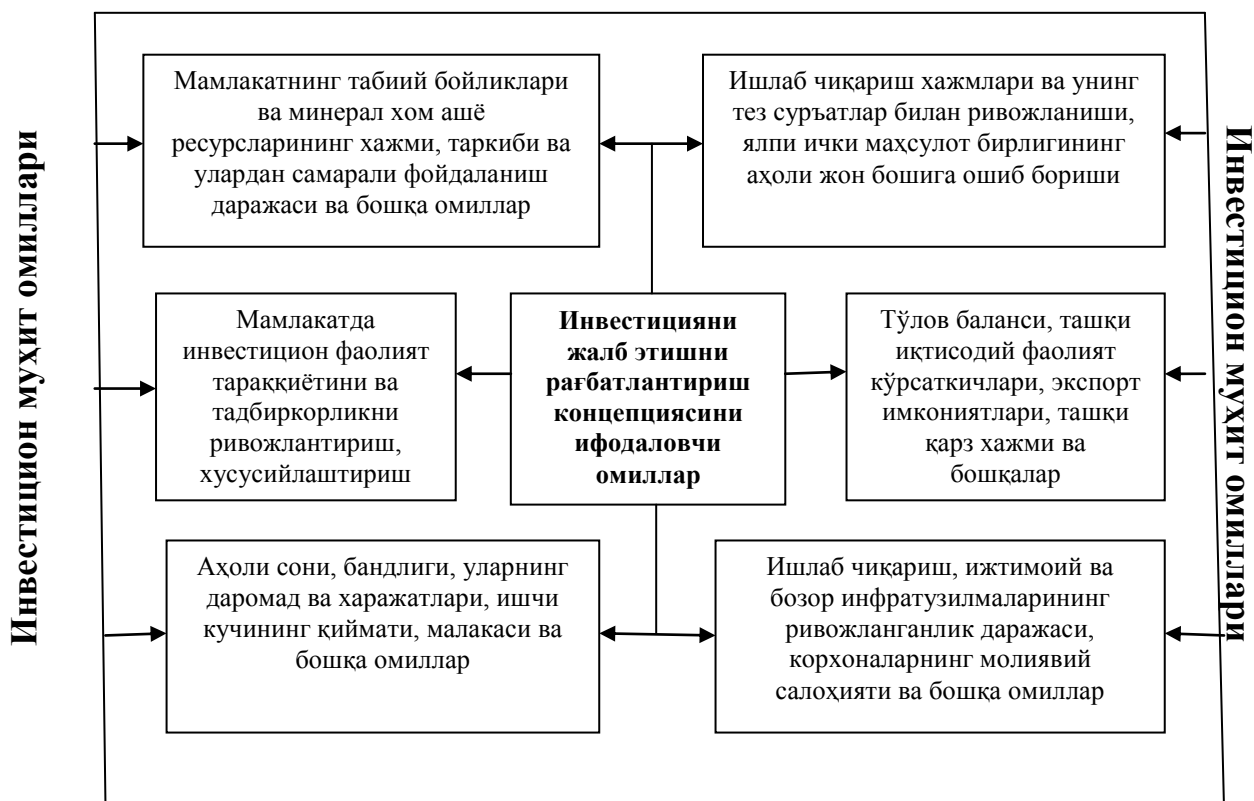 Инвестицион муҳит омиллари
Мамлакатнинг табиий бойликлари
ва минерал хом ашё
ресурсларининг хажми, таркиби ва
улардан самарали фойдаланиш
даражаси ва бошқа омиллар
Ишлаб чиқариш хажмлари ва унинг
тез суръатлар билан ривожланиши,
ялпи ички маҳсулот бирлигининг
аҳоли жон бошига ошиб бориши
Мамлакатда
инвестицион фаолият
тараққиётини ва
тадбиркорликни
ривожлантириш,
хусусийлаштириш
Инвестицияни
жалб этишни
рағбатлантириш
концепциясини
ифодаловчи
омиллар
Тўлов баланси, ташқи
иқтисодий фаолият
кўрсаткичлари, экспорт
имкониятлари, ташқи
қарз хажми ва
бошқалар
Аҳоли сони, бандлиги, уларнинг
даромад ва харажатлари, ишчи
кучининг қиймати, малакаси ва
бошқа омиллар
Ишлаб чиқариш, ижтимоий ва
бозор инфратузилмаларининг
ривожланганлик даражаси,
корхоналарнинг молиявий
салоҳияти ва бошқа омиллар
Инвестицион муҳит омиллари